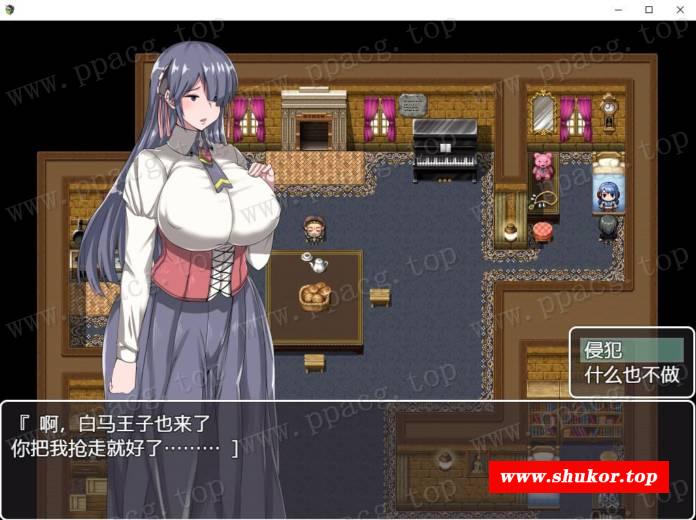 www.ppacg.top
侵犯
什么也不做
『 啊，白马王子也来了
你把我抢走就好了……… ]
www.shukor.top